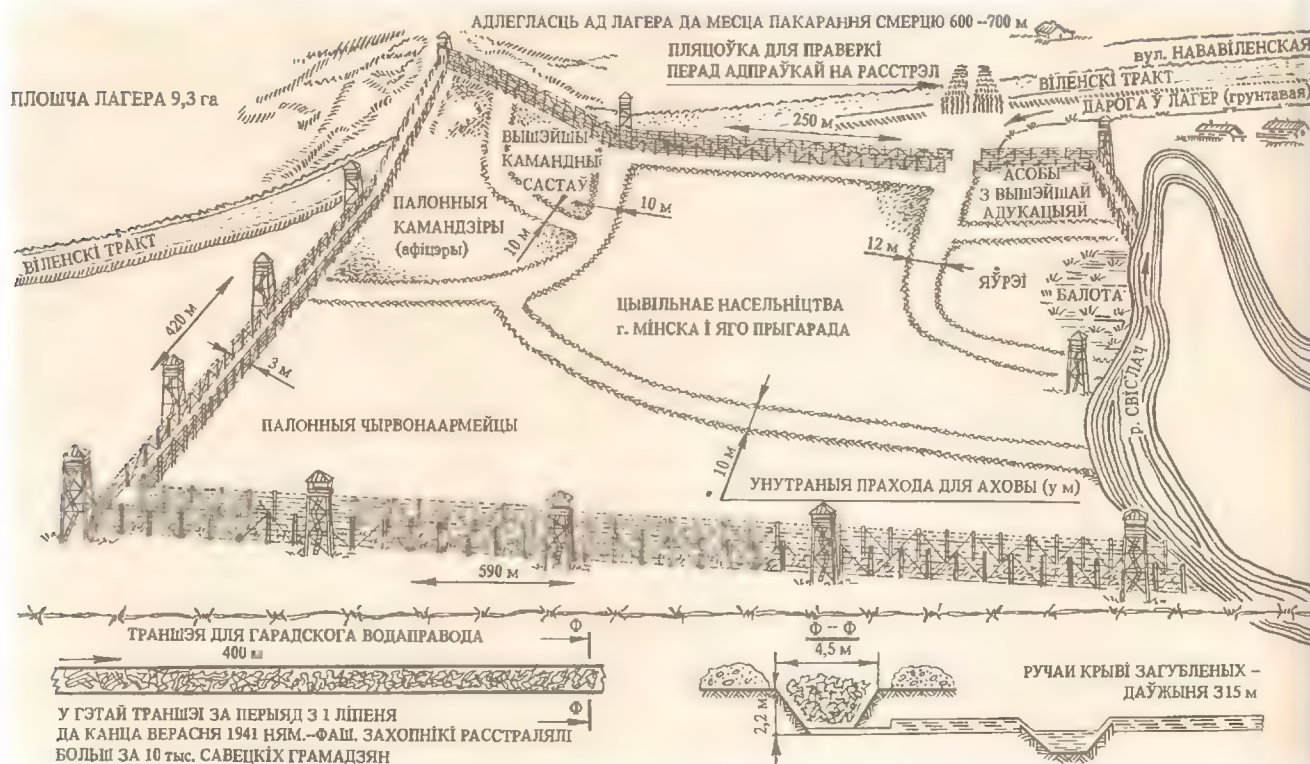 АДЛЕГЛАСЦЬ АД ЛАГЕРА ДА МЕСЦА ПАКАРАННЯ СМЕРЦЮ 600 –700 м
ПЛЯЦОЎКА ДЛЯ ПРАВЕРКІ
ПЕРАД АДПРАЎКАЙ НА РАССТРЭЛ
вул. НАВАВІЛЕНСКАЯ
ВІЛЕНСКІ ТРАКТ
ДАРОГА Ў ЛАГЕР (грунтавая)
ПЛОШЧА ЛАГЕРА 9,3 га
250 м
ВЫШЭЙШЫ
КАМАНДНЫ
САСТАЎ
АСОБЫ
З ВЫШЭЙШАЙ
АДУКАЦЫЯЙ
ПАЛОННЫЯ
КАМАНДЗІРЫ
(афіцэры)
10 м
10 м
ВІЛЕНСКІ ТРАКТ
12 м
ЯЎРЭІ
БАЛОТА
ЦЫВІЛЬНАЕ НАСЕЛЬНІЦТВА
г. МІНСКА І ЯГО ПРЫГАРАДА
420 м
3 м
р. СВІСЛАЧ
ПАЛОННЫЯ ЧЫРВОНААРМЕЙЦЫ
10 м
УНУТРАНЫЯ ПРАХОДА ДЛЯ АХОВЫ (у м)
590 м
ТРАНШЭЯ ДЛЯ ГАРАДСКОГА ВОДАПРАВОДА
400 м
Ф
Ф
У ГЭТАЙ ТРАНШЭІ ЗА ПЕРЫЯД З 1 ЛІПЕНЯ
ДА КАНЦА ВЕРАСНЯ 1941 НЯМ.–ФАШ. ЗАХОПНІКІ РАССТРАЛЯЛІ
БОЛЬШ ЗА 10 тыс. САВЕЦКІХ ГРАМАДЗЯН
Ф – Ф
4,5 м
2,2 м
РУЧАИ КРЫВІ ЗАГУБЛЕНЫХ –
ДАЎЖЫНЯ 315 м